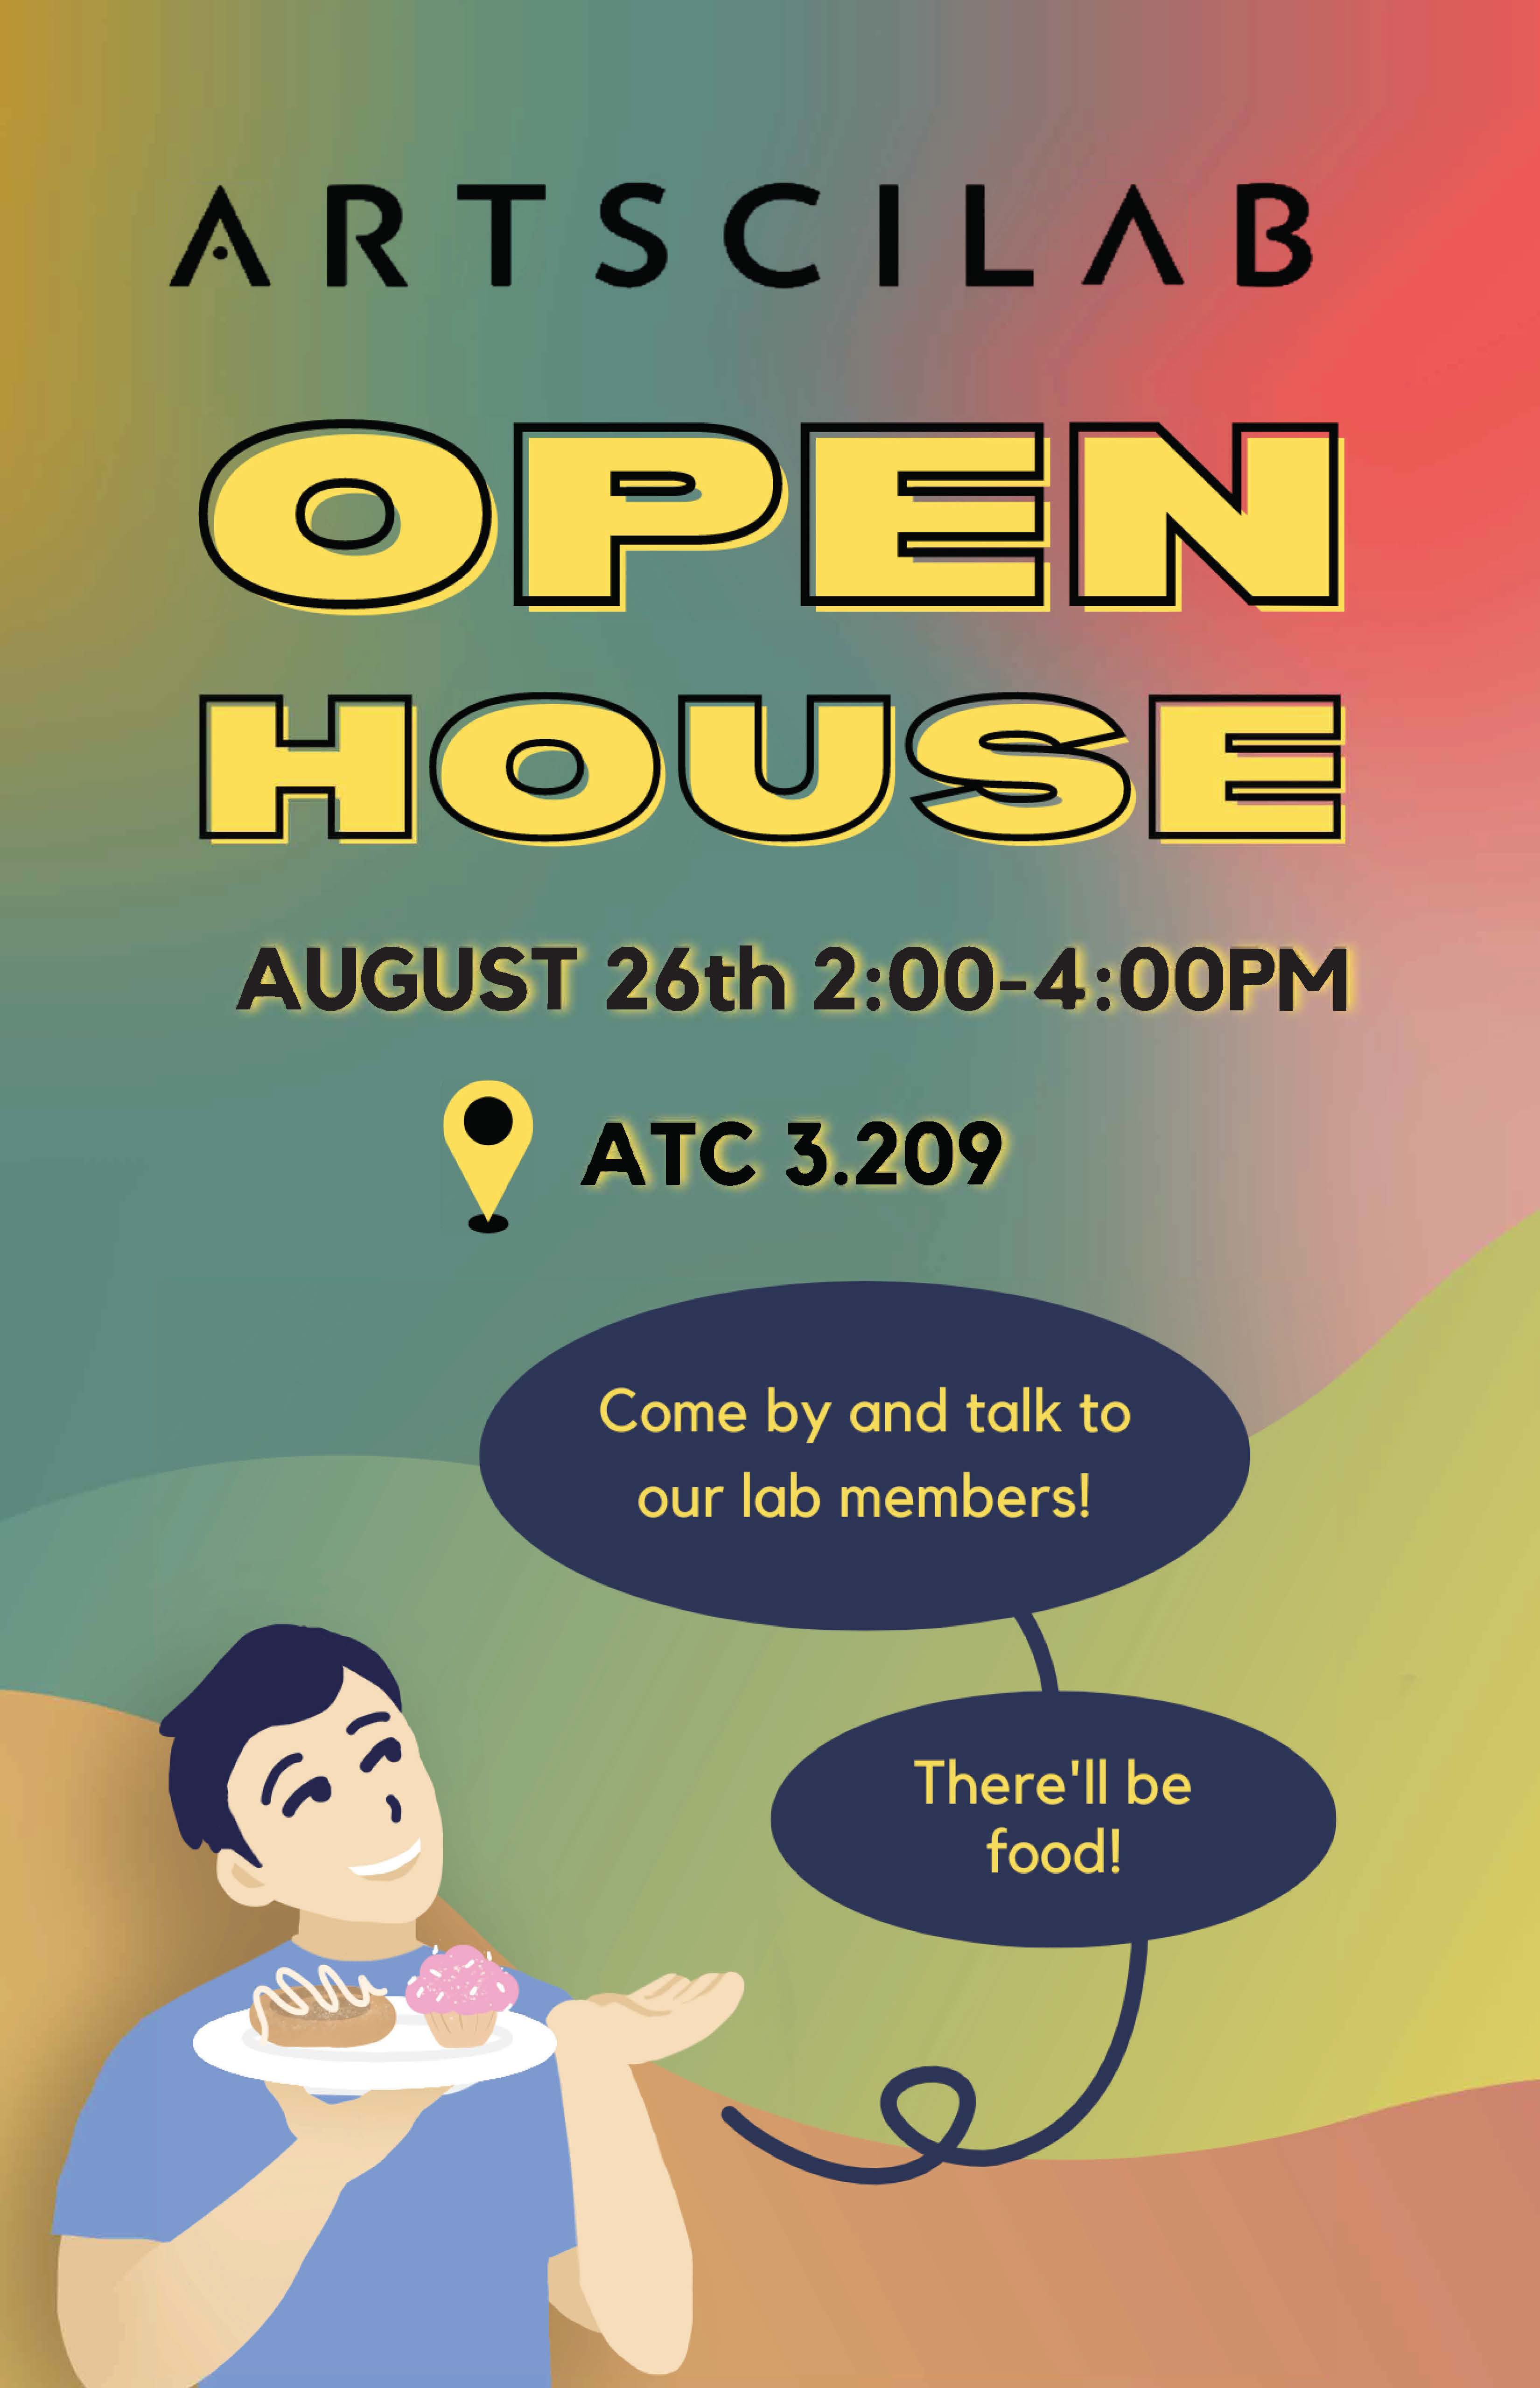 ARTSCILAB
OPEN
HOUSE
AUGUST 26th 2:00-4:00PM
ATC 3.209
Come by and talk to
our lab members!
There'll be
food!